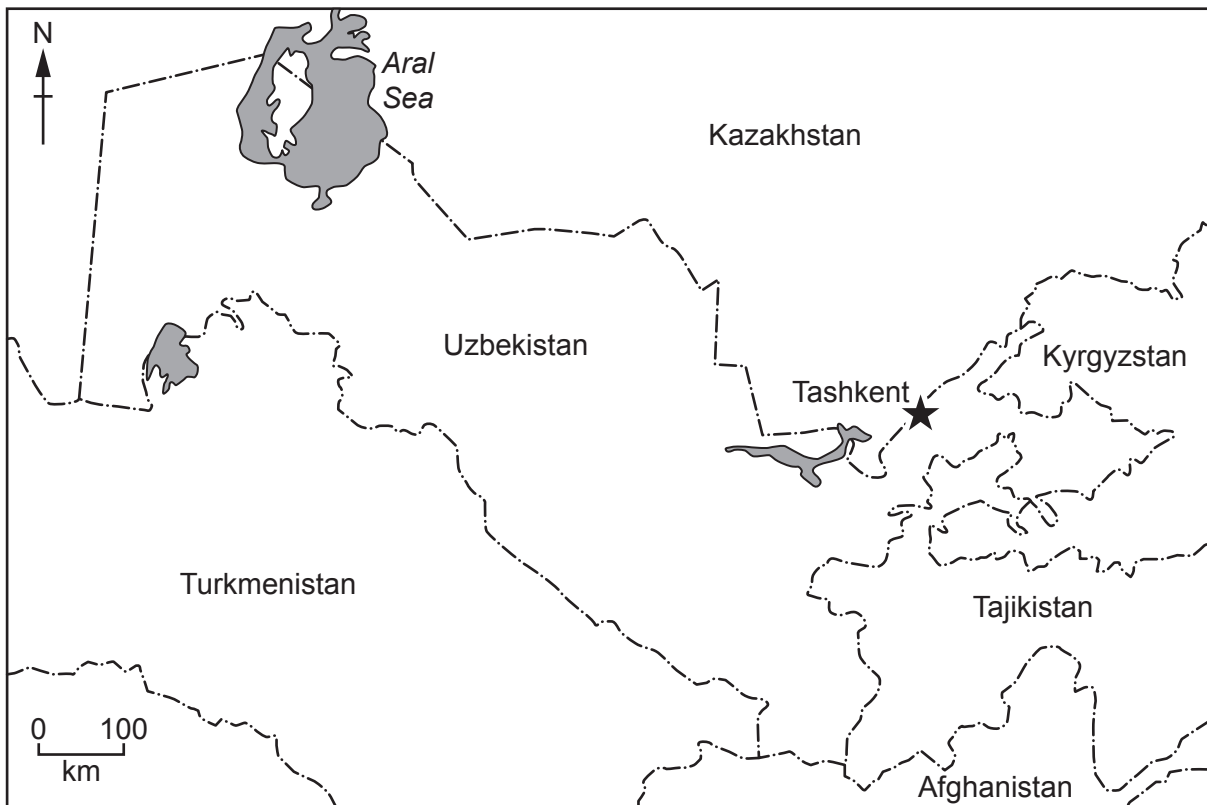 N
Aral
Sea
Kazakhstan
Uzbekistan
Kyrgyzstan
Tashkent
Turkmenistan
Tajikistan
0 100
km
Afghanistan